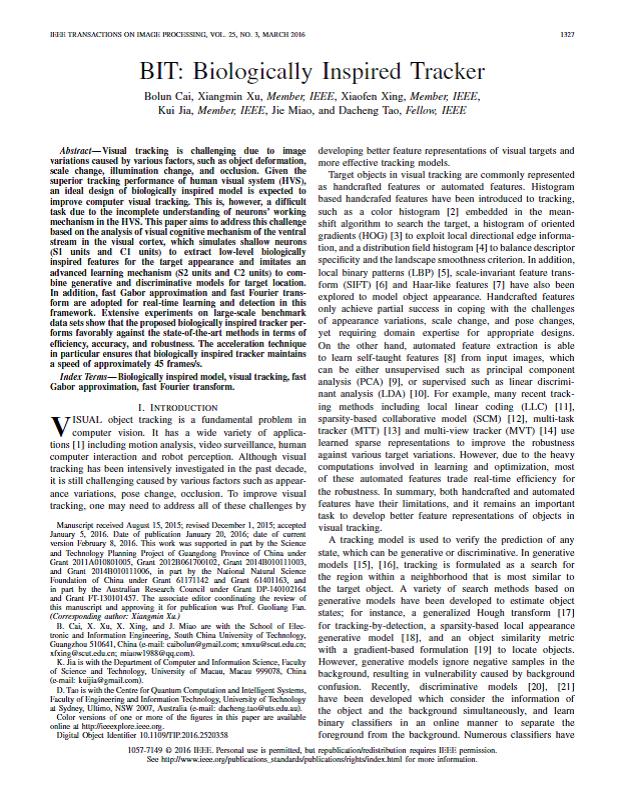 IEEE TRANSACTIONS ON IMAGE PROCESSING, VOL. 25, NO. 3, MARCH 2016
1327
BIT: Biologically Inspired Tracker
Bolun Cai, Xiangmin Xu, Member, IEEE, Xiaofen Xing, Member, IEEE,
Kui Jia, Member, IEEE, Jie Miao, and Dacheng Tao, Fellow, IEEE
Abstract—Visual tracking is challenging due to image
variations caused by various factors, such as object deformation,
scale change, illumination change, and occlusion. Given the
superior tracking performance of human visual system (HVS),
an ideal design of biologically inspired model is expected to
improve computer visual tracking. This is, however, a difficult
task due to the incomplete understanding of neurons' working
mechanism in the HVS. This paper aims to address this challenge
based on the analysis of visual cognitive mechanism of the ventral
stream in the visual cortex, which simulates shallow neurons
(S1 units and C1 units) to extract low-level biologically
inspired features for the target appearance and imitates an
advanced learning mechanism (S2 units and C2 units) to com-
bine generative and discriminative models for target location.
In addition, fast Gabor approximation and fast Fourier trans-
form are adopted for real-time learning and detection in this
framework. Extensive experiments on large-scale benchmark
data sets show that the proposed biologically inspired tracker per-
forms favorably against the state-of-the-art methods in terms of
efficiency, accuracy, and robustness. The acceleration technique
in particular ensures that biologically inspired tracker maintains
a speed of approximately 45 frames/s.
Index Terms—Biologically inspired model, visual tracking, fast
Gabor approximation, fast Fourier transform.
I. INTRODUCTION
VISUAL object tracking is a fundamental problem in
computer vision. It has a wide variety of applica-
tions [1] including motion analysis, video surveillance, human
computer interaction and robot perception. Although visual
tracking has been intensively investigated in the past decade,
it is still challenging caused by various factors such as appear-
ance variations, pose change, occlusion. To improve visual
tracking, one may need to address all of these challenges by
Manuscript received August 15, 2015; revised December 1, 2015; accepted
January 5, 2016. Date of publication January 20, 2016; date of current
version February 8, 2016. This work was supported in part by the Science
and Technology Planning Project of Guangdong Province of China under
Grant 2011A010801005, Grant 2012B061700102, Grant 2014B010111003,
and Grant 2014B010111006, in part by the National Natural Science
Foundation of China under Grant 61171142 and Grant 61401163, and
in part by the Australian Research Council under Grant DP-140102164
and Grant FT-130101457. The associate editor coordinating the review of
this manuscript and approving it for publication was Prof. Guoliang Fan.
(Corresponding author: Xiangmin Xu.)
B. Cai, X. Xu, X. Xing, and J. Miao are with the School of Elec-
tronic and Information Engineering, South China University of Technology,
Guangzhou 510641, China (e-mail: caibolun@gmail.com; xmxu@scut.edu.cn;
xfxing@scut.edu.cn; miaow1988@qq.com).
K. Jia is with the Department of Computer and Information Science, Faculty
of Science and Technology, University of Macau, Macau 999078, China
(e-mail: kuijia@gmail.com).
D. Tao is with the Centre for Quantum Computation and Intelligent Systems,
Faculty of Engineering and Information Technology, University of Technology
at Sydney, Ultimo, NSW 2007, Australia (e-mail: dacheng.tao@uts.edu.au).
Color versions of one or more of the figures in this paper are available
online at http://ieeexplore.ieee.org.
Digital Object Identifier 10.1109/TIP.2016.2520358
developing better feature representations of visual targets and
more effective tracking models.
Target objects in visual tracking are commonly represented
as handcrafted features or automated features. Histogram
based handcrafted features have been introduced to tracking,
such as a color histogram [2] embedded in the mean-
shift algorithm to search the target, a histogram of oriented
gradients (HOG) [3] to exploit local directional edge informa-
tion, and a distribution field histogram [4] to balance descriptor
specificity and the landscape smoothness criterion. In addition,
local binary patterns (LBP) [5], scale-invariant feature trans-
form (SIFT) [6] and Haar-like features [7] have also been
explored to model object appearance. Handcrafted features
only achieve partial success in coping with the challenges
of appearance variations, scale change, and pose changes,
yet requiring domain expertise for appropriate designs.
On the other hand, automated feature extraction is able
to learn self-taught features [8] from input images, which
can be either unsupervised such as principal component
analysis (PCA) [9], or supervised such as linear discrimi-
nant analysis (LDA) [10]. For example, many recent track-
ing methods including local linear coding (LLC) [11],
sparsity-based collaborative model (SCM) [12], multi-task
tracker (MTT) [13] and multi-view tracker (MVT) [14] use
learned sparse representations to improve the robustness
against various target variations. However, due to the heavy
computations involved in learning and optimization, most
of these automated features trade real-time efficiency for
the robustness. In summary, both handcrafted and automated
features have their limitations, and it remains an important
task to develop better feature representations of objects in
visual tracking.
A tracking model is used to verify the prediction of any
state, which can be generative or discriminative. In generative
models [15], [16], tracking is formulated as a search for
the region within a neighborhood that is most similar to
the target object. A variety of search methods based on
generative models have been developed to estimate object
states; for instance, a generalized Hough transform [17]
for tracking-by-detection, a sparsity-based local appearance
generative model [18], and an object similarity metric
with a gradient-based formulation [19] to locate objects.
However, generative models ignore negative samples in the
background, resulting in vulnerability caused by background
confusion. Recently, discriminative models [20], [21]
have been developed which consider the information of
the object and the background simultaneously, and learn
binary classifiers in an online manner to separate the
foreground from the background. Numerous classifiers have
1057-7149 © 2016 IEEE. Personal use is permitted, but republication/redistribution requires IEEE permission.
See http://www.ieee.org/publications_standards/publications/rights/index.html for more information.